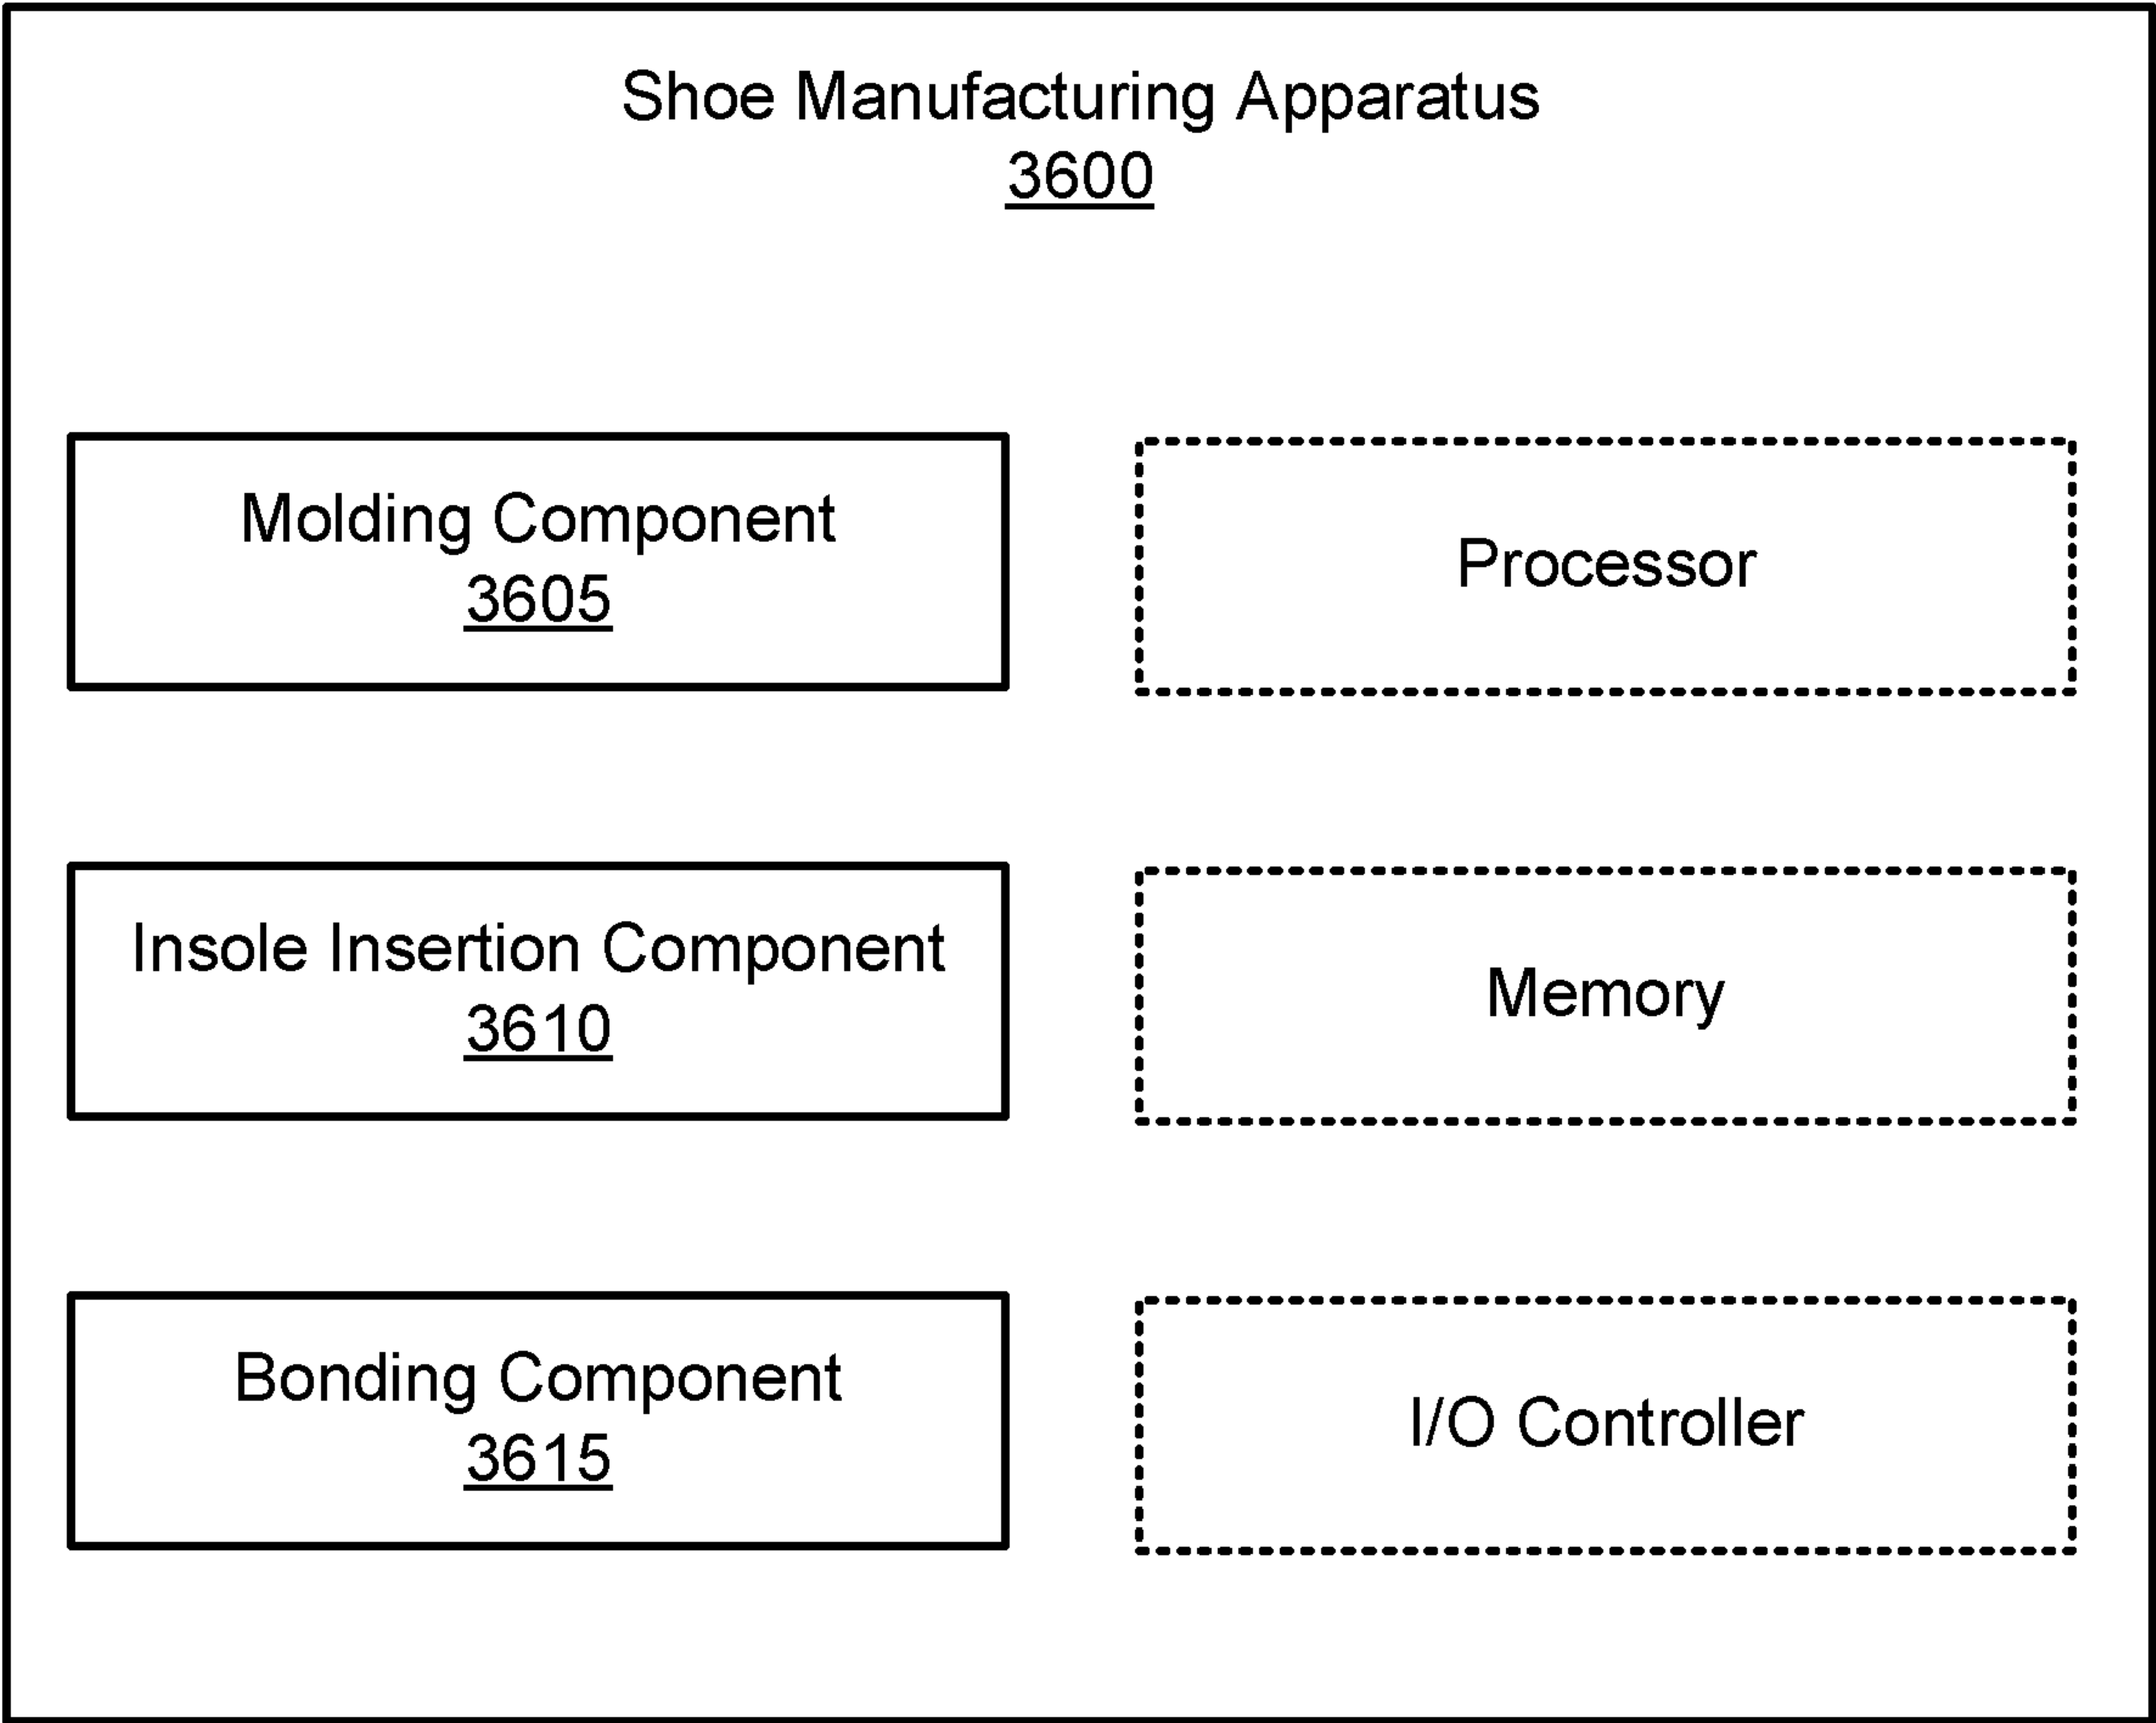 Shoe Manufacturing Apparatus
3600
Molding Component
3605
Processor
Insole Insertion Component
3610
Memory
Bonding Component
3615
I/O Controller